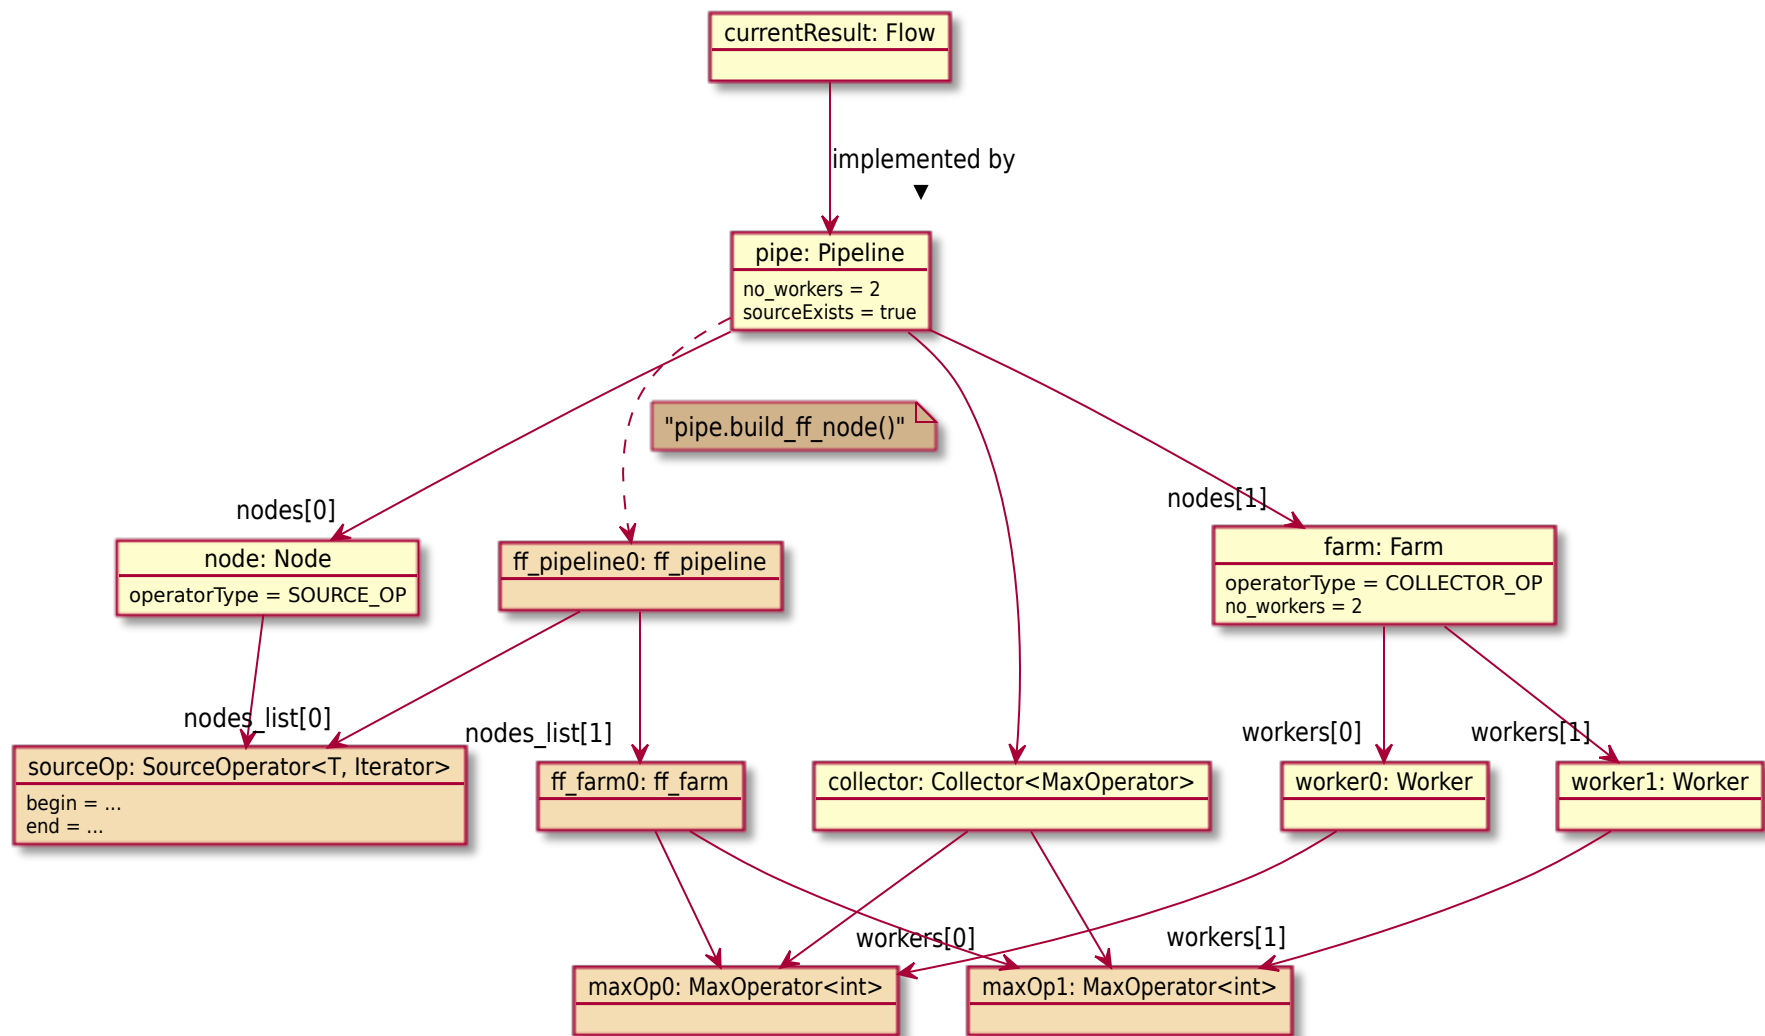 currentResult: Flow
implemented by
▼
pipe: Pipeline
no_workers = 2
sourceExists = true
"pipe.build_ff_node()"
nodes[0]
nodes[1]
node: Node
operatorType = SOURCE_OP
ff_pipeline0: ff_pipeline
farm: Farm
operatorType = COLLECTOR_OP
no_workers = 2
nodes_list[0]
nodes_list[1]
workers[0]
workers[1]
sourceOp: SourceOperator<T, Iterator>
begin = ...
end = ...
ff_farm0: ff_farm
collector: Collector<MaxOperator>
worker0: Worker
worker1: Worker
workers[0]
workers[1]
maxOp0: MaxOperator<int>
maxOp1: MaxOperator<int>